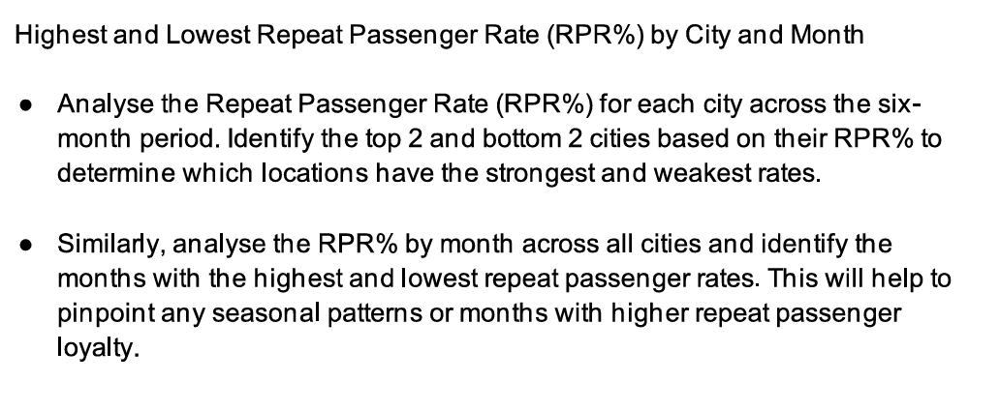 Highest and Lowest Repeat Passenger Rate (RPR%) by City and Month
● Analyse the Repeat Passenger Rate (RPR%) for each city across the six-
month period. Identify the top 2 and bottom 2 cities based on their RPR% to
determine which locations have the strongest and weakest rates.
● Similarly, analyse the RPR% by month across all cities and identify the
months with the highest and lowest repeat passenger rates. This will help to
pinpoint any seasonal patterns or months with higher repeat passenger
loyalty.